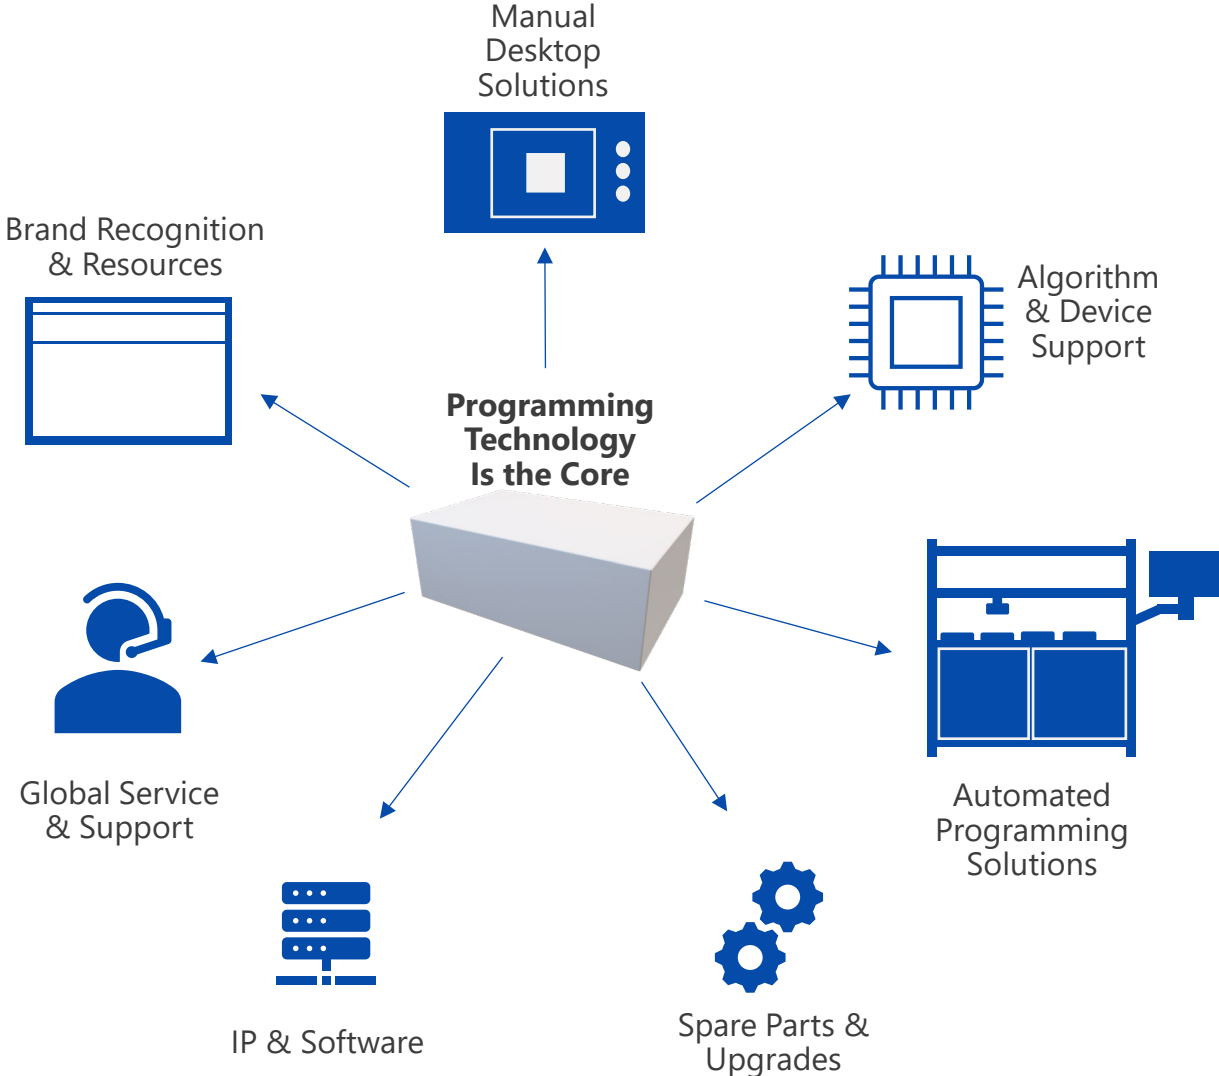 Manual
Desktop
Solutions
Brand Recognition
& Resources
Algorithm
& Device
Support
Programming
Technology
Is the Core
Global Service
& Support
Automated
Programming
Solutions
IP & Software
Spare Parts &
Upgrades